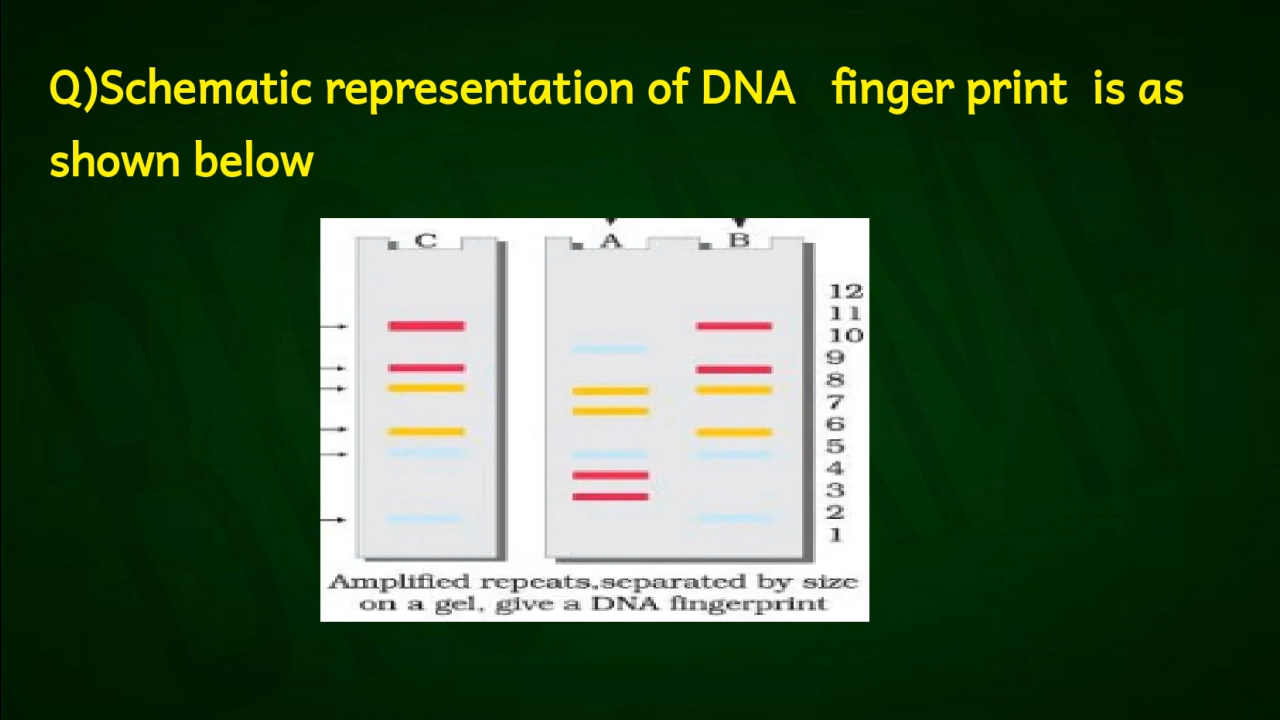 Q)Schematic representation of DNA finger print is as
shown below
C A B
12
11
10
9
8
7
6
5
4
3
2
1
Amplified repeats,separated by size
on a gel, give a DNA fingerprint